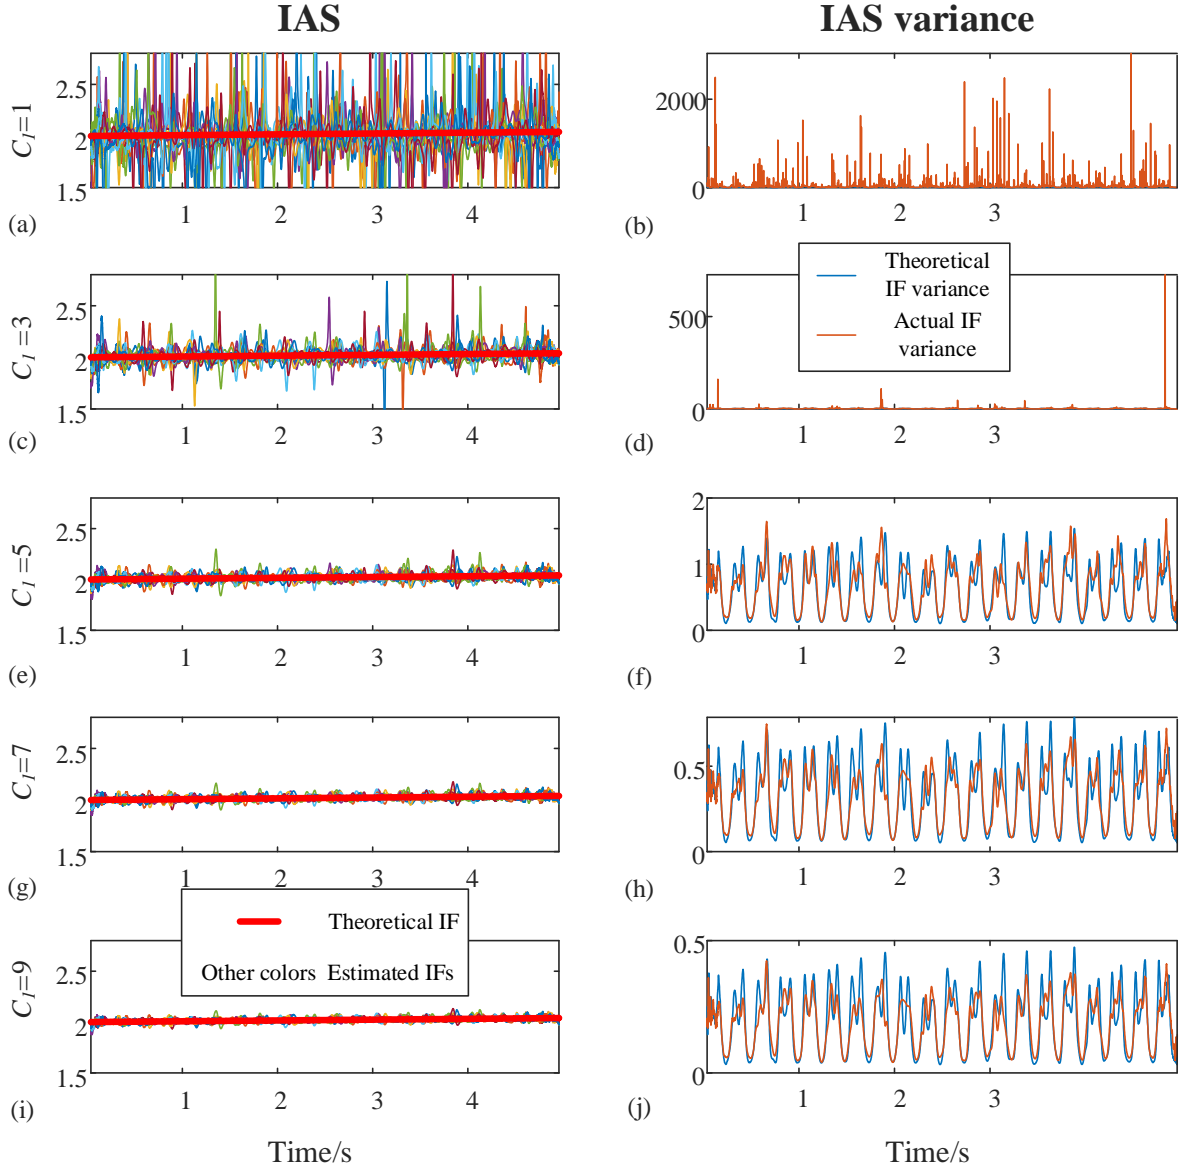 IAS
IAS variance
C1=1
2.5
2
1.5
1
2
3
4
(a)
2000
0
1
2
3
(b)
C1=3
2.5
2
1.5
1
2
3
4
(c)
Theoretical
IF variance
Actual IF
variance
500
0
1
2
3
(d)
C1=5
2.5
2
1.5
1
2
3
4
(e)
2
1
0
1
2
3
(f)
C1=7
2.5
2
1.5
1
2
3
4
(g)
0.5
0
1
2
3
(h)
Theoretical IF
Other colors Estimated IFs
C1=9
2.5
2
1.5
1
2
3
4
(i)
0.5
0
1
2
3
(j)
Time/s
Time/s